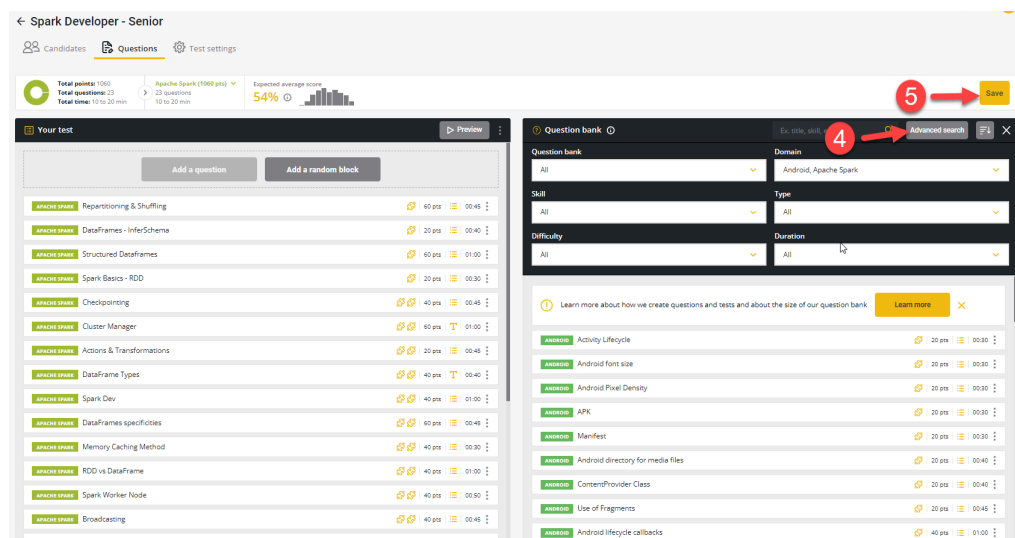 Spark Developer - Senior
Candidates Questions Test settings
Total points: 1060
Total questions: 23
Total time: 10 to 20 min
Apache Spark (1060 pts)
23 questions
10 to 20 min
Expected average score
54%
5
Save
Your test
Preview
Question bank
Ex. title, skill,
4
Advanced search
Add a question
Add a random block
Question bank
All
Domain
Android, Apache Spark
Skill
All
Type
All
Difficulty
All
Duration
All
APACHE SPARK Repartitioning & Shuffling 60 pts 00:45
APACHE SPARK DataFrames - InferSchema 20 pts 00:40
APACHE SPARK Structured Dataframes 60 pts 01:00
APACHE SPARK Spark Basics - RDD 20 pts 00:30
APACHE SPARK Checkpointing 40 pts 00:45
APACHE SPARK Cluster Manager 60 pts T 01:00
APACHE SPARK Actions & Transformations 20 pts 00:45
APACHE SPARK DataFrame Types 40 pts T 00:40
APACHE SPARK Spark Dev 40 pts 01:00
APACHE SPARK DataFrames specificities 60 pts 00:45
APACHE SPARK Memory Caching Method 40 pts 00:30
APACHE SPARK RDD vs DataFrame 40 pts 01:00
APACHE SPARK Spark Worker Node 40 pts 00:50
APACHE SPARK Broadcasting 40 pts 00:45
Learn more about how we create questions and tests and about the size of our question bank
Learn more
ANDROID Activity Lifecycle 20 pts 00:30
ANDROID Android font size 20 pts 00:30
ANDROID Android Pixel Density 20 pts 00:30
ANDROID APK 20 pts 00:30
ANDROID Manifest 20 pts 00:30
ANDROID Android directory for media files 20 pts 00:40
ANDROID ContentProvider Class 20 pts 00:40
ANDROID Use of Fragments 20 pts 00:45
ANDROID Android lifecycle callbacks 40 pts 01:00